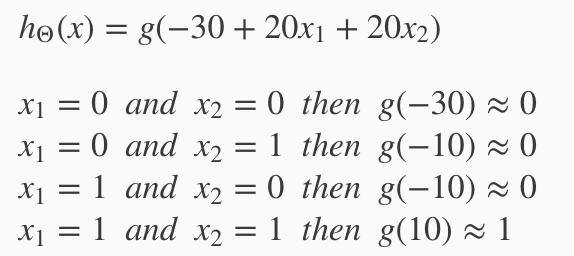 hΘ(x) = g(−30 + 20x₁ + 20x₂)
x₁ = 0 and x₂ = 0 then g(−30) ≈ 0
x₁ = 0 and x₂ = 1 then g(−10) ≈ 0
x₁ = 1 and x₂ = 0 then g(−10) ≈ 0
x₁ = 1 and x₂ = 1 then g(10) ≈ 1